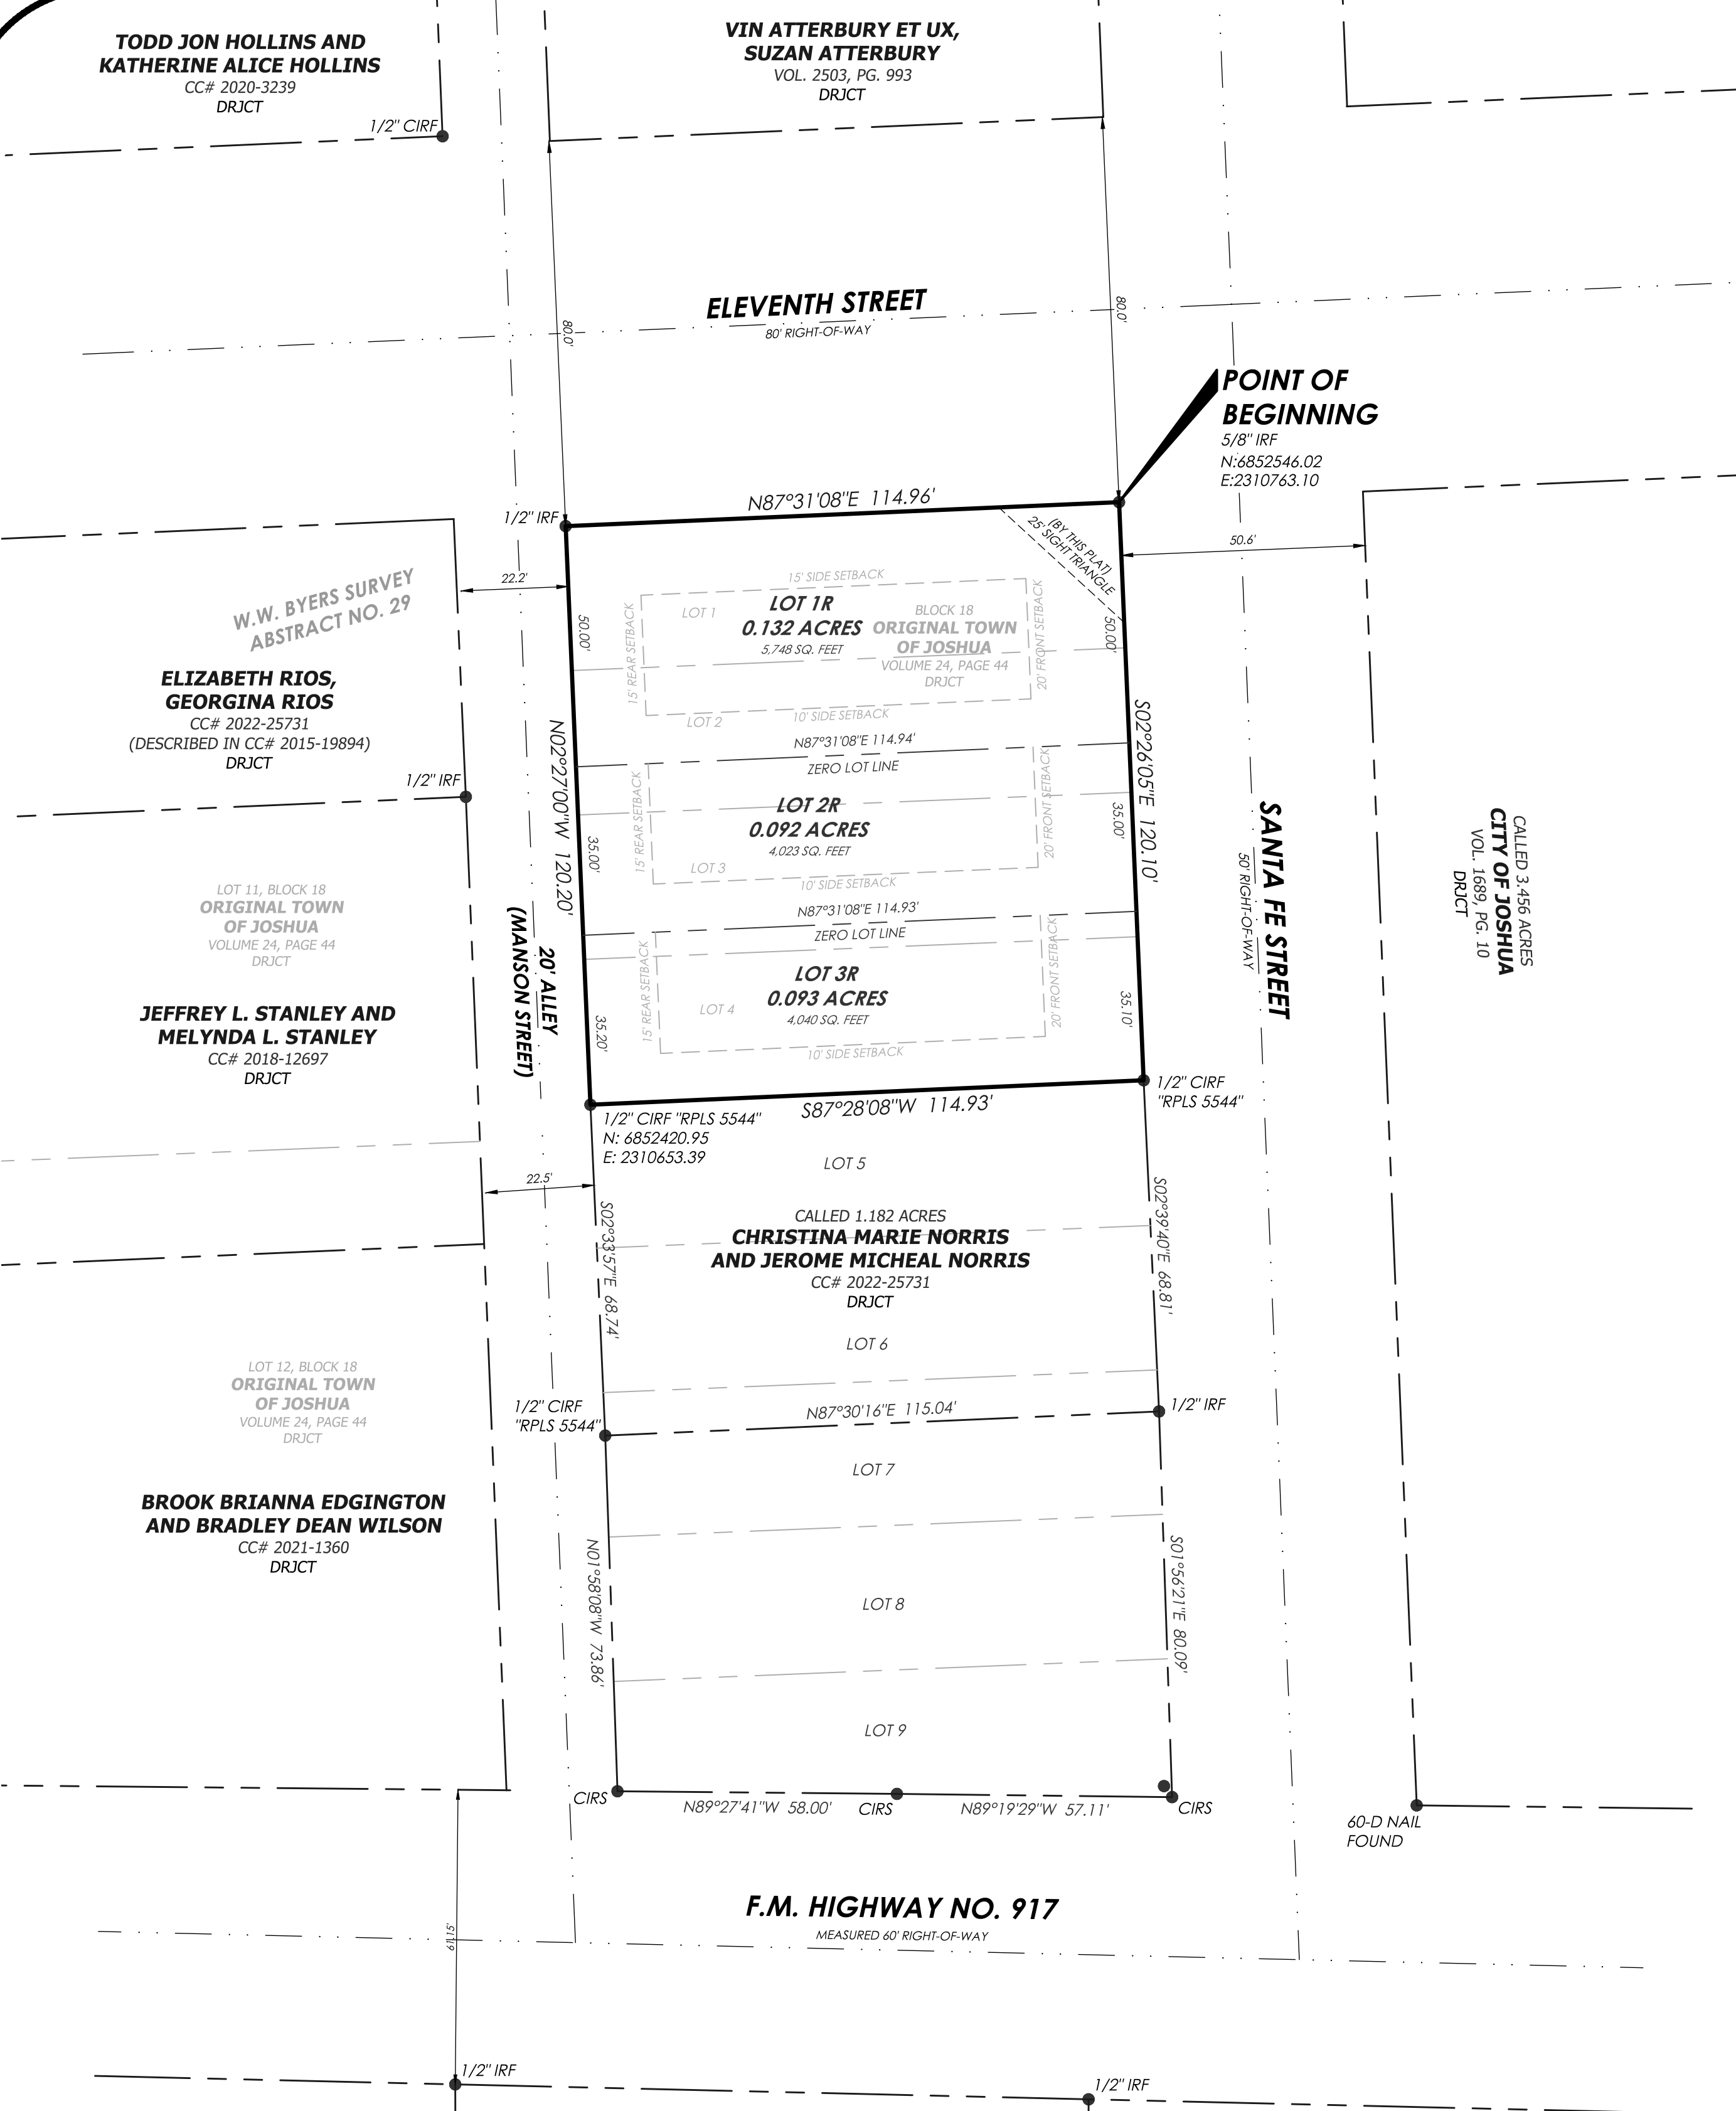 TODD JON HOLLINS AND
KATHERINE ALICE HOLLINS
CC# 2020-3239
DRJCT
1/2" CIRF
VIN ATTERBURY ET UX,
SUZAN ATTERBURY
VOL. 2503, PG. 993
DRJCT
80.0'
80.0'
ELEVENTH STREET
80' RIGHT-OF-WAY
POINT OF
BEGINNING
5/8" IRF
N:6852546.02
E:2310763.10
1/2" IRF
N87°31'08"E 114.96'
(BY THIS PLAT)
25' SIGHT TRIANGLE
50.6'
22.2'
W.W. BYERS SURVEY
ABSTRACT NO. 29
ELIZABETH RIOS,
GEORGINA RIOS
CC# 2022-25731
(DESCRIBED IN CC# 2015-19894)
DRJCT
1/2" IRF
50.00'
15' SIDE SETBACK
15' REAR SETBACK
LOT 1
LOT 1R
0.132 ACRES
5,748 SQ. FEET
BLOCK 18
ORIGINAL TOWN
OF JOSHUA
VOLUME 24, PAGE 44
DRJCT
20' FRONT SETBACK
50.00'
LOT 2
10' SIDE SETBACK
N87°31'08"E 114.94'
ZERO LOT LINE
N02°27'00"W 120.20'
S02°26'05"E 120.10'
35.00'
15' REAR SETBACK
LOT 2R
0.092 ACRES
4,023 SQ. FEET
20' FRONT SETBACK
35.00'
LOT 3
10' SIDE SETBACK
N87°31'08"E 114.93'
ZERO LOT LINE
35.20'
15' REAR SETBACK
LOT 3R
0.093 ACRES
4,040 SQ. FEET
LOT 4
20' FRONT SETBACK
35.10'
10' SIDE SETBACK
SANTA FE STREET
50' RIGHT-OF-WAY
CALLED 3.456 ACRES
CITY OF JOSHUA
VOL. 1689, PG. 10
DRJCT
LOT 11, BLOCK 18
ORIGINAL TOWN
OF JOSHUA
VOLUME 24, PAGE 44
DRJCT
JEFFREY L. STANLEY AND
MELYNDA L. STANLEY
CC# 2018-12697
DRJCT
20' ALLEY
(MANSON STREET)
1/2" CIRF
"RPLS 5544"
S87°28'08"W 114.93'
1/2" CIRF "RPLS 5544"
N: 6852420.95
E: 2310653.39
22.5'
LOT 5
S02°33'57"E 68.74'
S02°39'40"E 68.81'
CALLED 1.182 ACRES
CHRISTINA MARIE NORRIS
AND JEROME MICHEAL NORRIS
CC# 2022-25731
DRJCT
LOT 6
LOT 12, BLOCK 18
ORIGINAL TOWN
OF JOSHUA
VOLUME 24, PAGE 44
DRJCT
1/2" CIRF
"RPLS 5544"
N87°30'16"E 115.04'
1/2" IRF
LOT 7
BROOK BRIANNA EDGINGTON
AND BRADLEY DEAN WILSON
CC# 2021-1360
DRJCT
N01°58'08"W 73.86'
S01°56'21"E 80.09'
LOT 8
LOT 9
CIRS
N89°27'41"W 58.00'
CIRS
N89°19'29"W 57.11'
CIRS
60-D NAIL
FOUND
F.M. HIGHWAY NO. 917
MEASURED 60' RIGHT-OF-WAY
61.15'
1/2" IRF
1/2" IRF